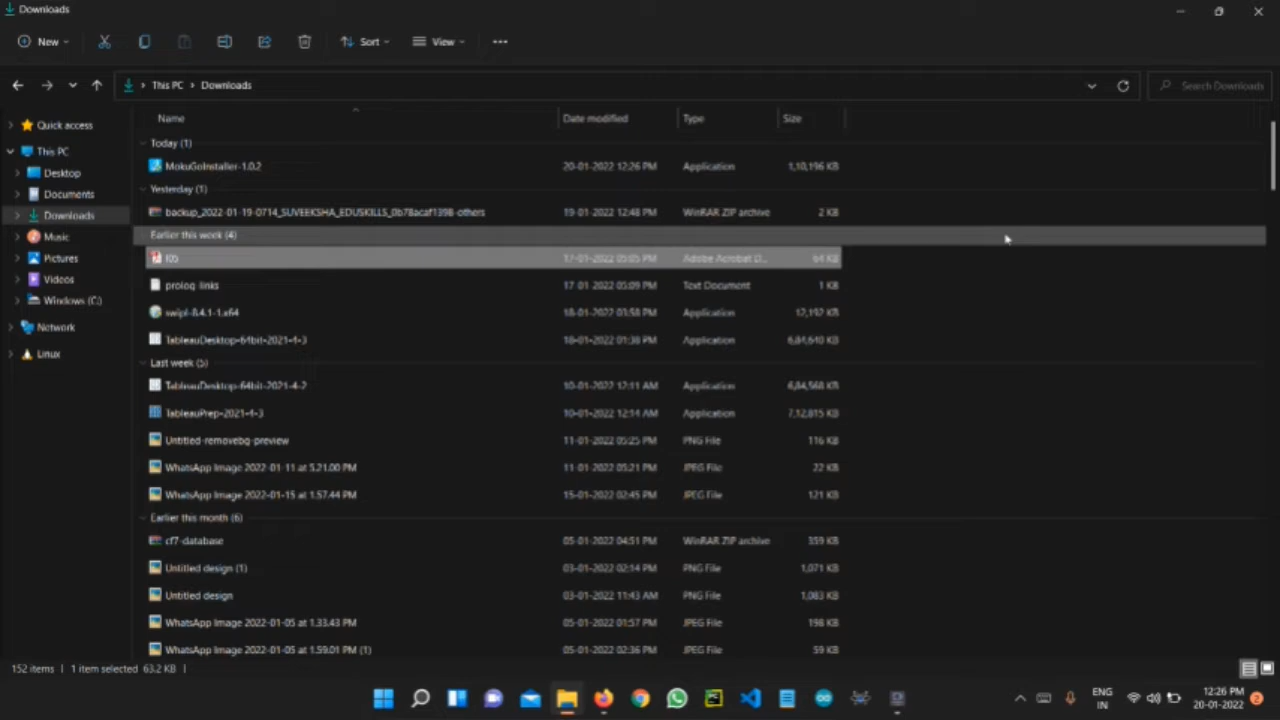 Downloads
New
Sort
View
This PC > Downloads
Search Downloads
Quick access
This PC
Desktop
Documents
Downloads
Music
Pictures
Videos
Windows (C:)
Network
Linux
Name Date modified Type Size
Today (1)
MokuGoInstaller-1.0.2 20-01-2022 12:26 PM Application 1,10,196 KB
Yesterday (1)
backup_2022-01-19-0714_SUVEEKSHA_EDUSKILLS_0b78acaf1398-others 19-01-2022 12:48 PM WinRAR ZIP archive 2 KB
Earlier this week (4)
17-01-2022 05:05 PM Adobe Acrobat D... 64 KB
prolog links 17-01-2022 05:09 PM Text Document 1 KB
swipl-8.4.1-1.x64 18-01-2022 03:58 PM Application 12,192 KB
TableauDesktop-64bit-2021-4-3 18-01-2022 01:38 PM Application 6,84,640 KB
Last week (5)
TableauDesktop-64bit-2021-4-2 10-01-2022 12:11 AM Application 6,84,568 KB
TableauPrep-2021-4-3 10-01-2022 12:14 AM Application 7,12,815 KB
Untitled-removebg-preview 11-01-2022 05:25 PM PNG File 116 KB
WhatsApp Image 2022-01-11 at 5.21.00 PM 11-01-2022 05:21 PM JPEG File 22 KB
WhatsApp Image 2022-01-15 at 1.57.44 PM 15-01-2022 02:45 PM JPEG File 121 KB
Earlier this month (6)
cf7-database 05-01-2022 04:51 PM WinRAR ZIP archive 359 KB
Untitled design (1) 03-01-2022 02:14 PM PNG File 1,071 KB
Untitled design 03-01-2022 11:43 AM PNG File 1,083 KB
WhatsApp Image 2022-01-05 at 1.33.43 PM 05-01-2022 01:57 PM JPEG File 198 KB
WhatsApp Image 2022-01-05 at 1.59.01 PM (1) 05-01-2022 02:36 PM JPEG File 59 KB
152 items | 1 item selected 63.2 KB |
ENG
IN
12:26 PM
20-01-2022
2